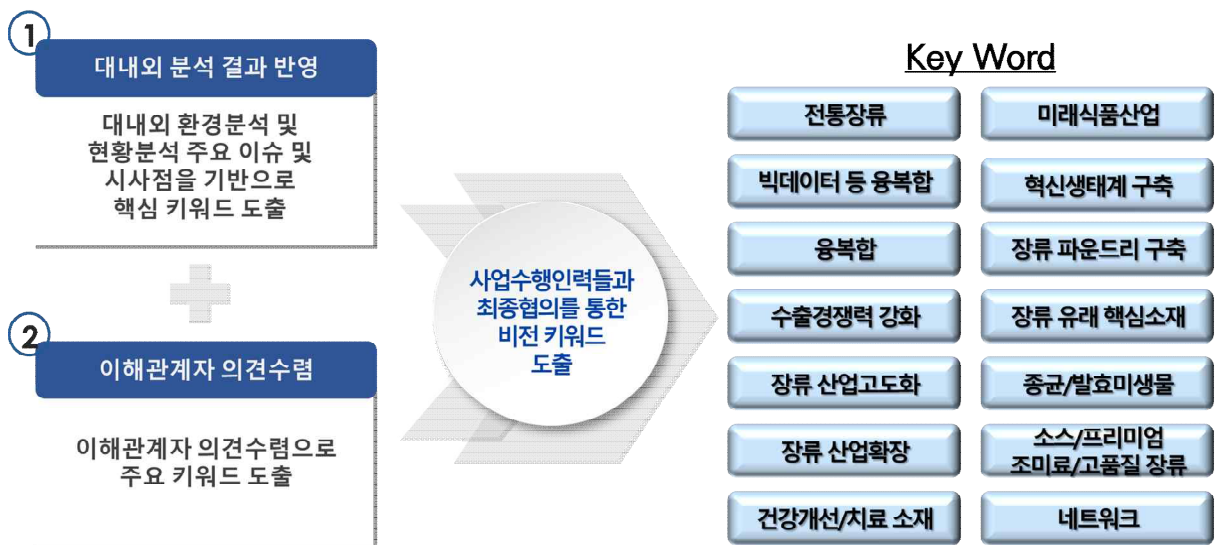 1
대내외 분석 결과 반영
대내외 환경분석 및
현황분석 주요 이슈 및
시사점을 기반으로
핵심 키워드 도출
2
이해관계자 의견수렴
이해관계자 의견수렴으로
주요 키워드 도출
사업수행인력들과
최종협의를 통한
비전 키워드
도출
Key Word
전통장류
미래식품산업
빅데이터 등 융복합
혁신생태계 구축
융복합
장류 파운드리 구축
수출경쟁력 강화
장류 유래 핵심소재
장류 산업고도화
종균/발효미생물
장류 산업확장
소스/프리미엄
조미료/고품질 장류
건강개선/치료 소재
네트워크